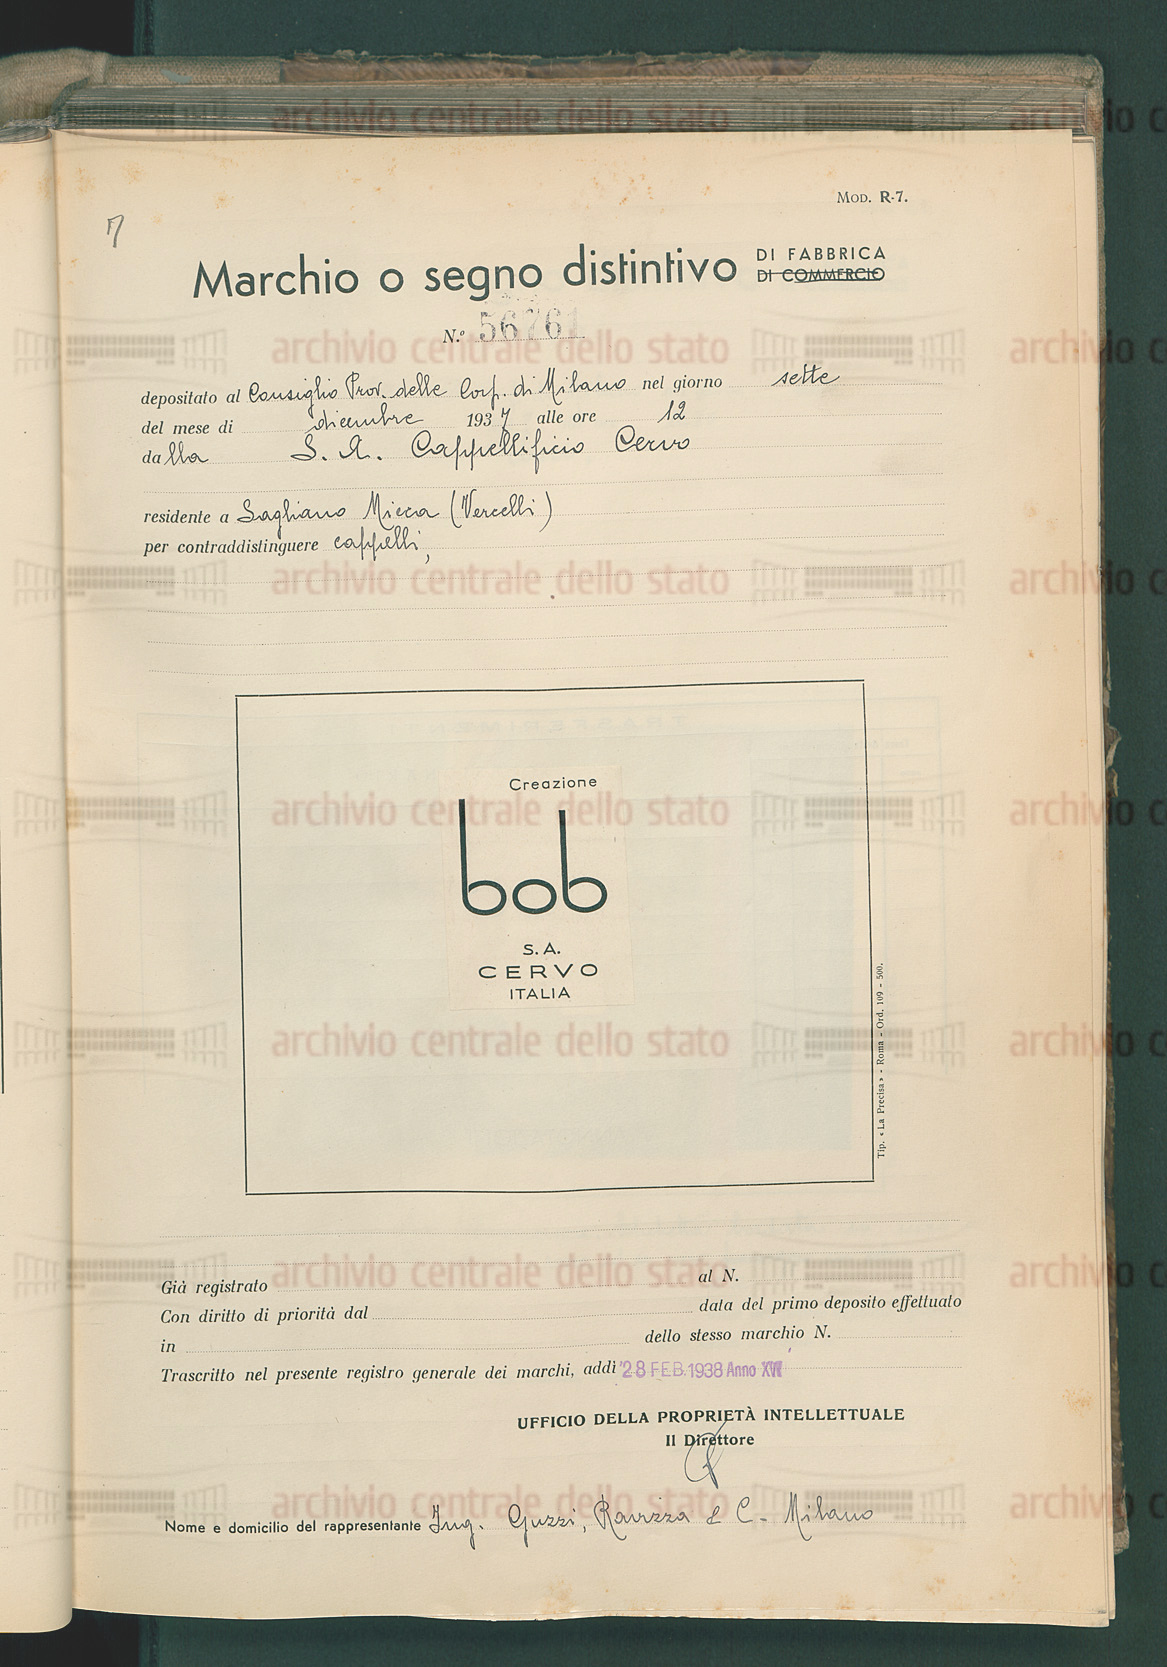 Mod. R-7.
7
Marchio o segno distintivo DI FABBRICA
DI COMMERCIO
N.º 56761
depositato al Consiglio Prov. delle Corp. di Milano nel giorno sette
del mese di dicembre 1937 alle ore 12
dalla S. A. Cappellificio Cervo
residente a Sagliano Micca (Vercelli)
per contraddistinguere cappelli,
Creazione
bob
S. A.
CERVO
ITALIA
Tip. «La Precisa» - Roma - Ord. 109 - 500.
Già registrato al N.
Con diritto di priorità dal data del primo deposito effettuato
in dello stesso marchio N.
Trascritto nel presente registro generale dei marchi, addì 28 FEB. 1938 Anno XVI
UFFICIO DELLA PROPRIETÀ INTELLETTUALE
Il Direttore
Nome e domicilio del rappresentante Ing. Guzzi, Ravizza & C. - Milano
archivio centrale dello stato